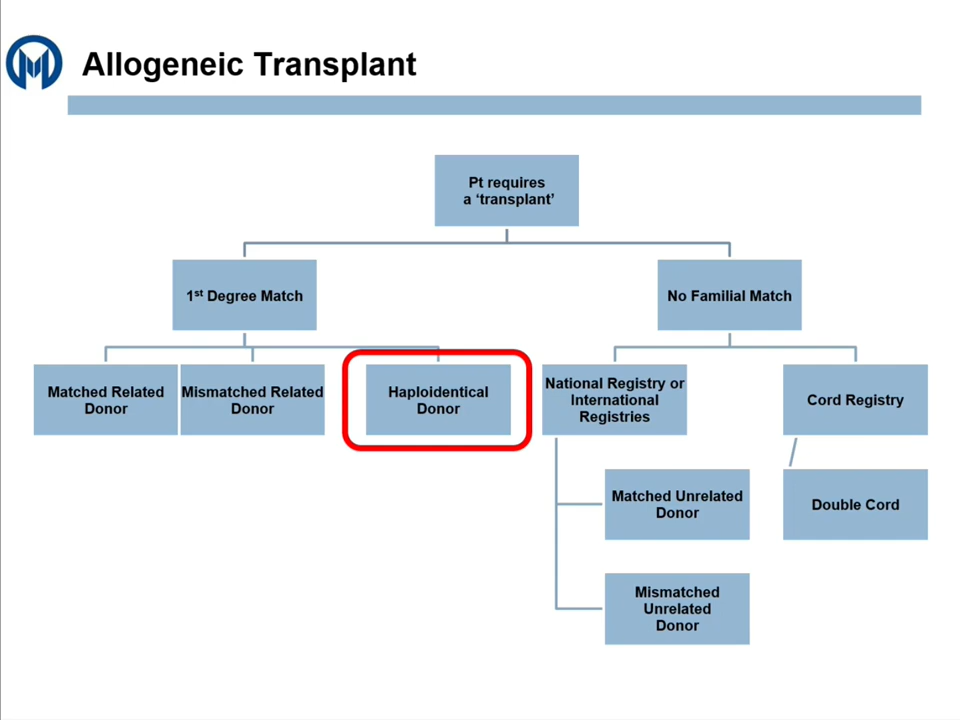 Allogeneic Transplant
Pt requires
a ‘transplant’
1st Degree Match
No Familial Match
Matched Related
Donor
Mismatched Related
Donor
Haploidentical
Donor
National Registry or
International
Registries
Cord Registry
Matched Unrelated
Donor
Double Cord
Mismatched
Unrelated
Donor